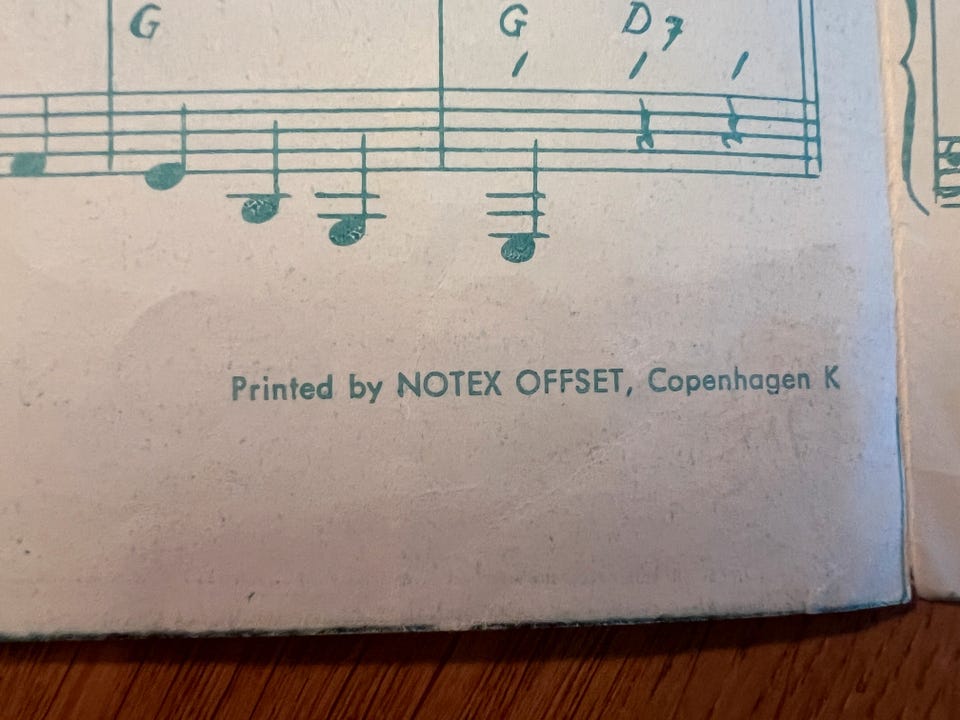 G G D7
Printed by NOTEX OFFSET, Copenhagen K